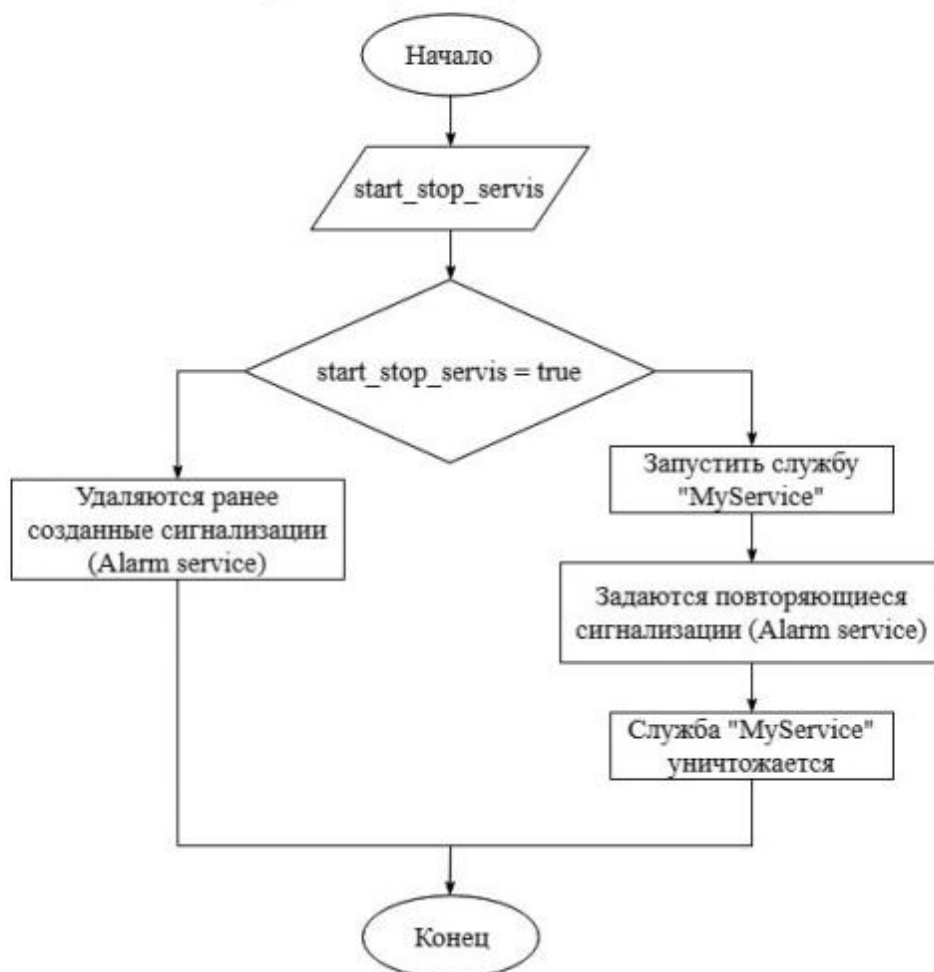 Начало
start_stop_servis
start_stop_servis = true
Удаляются ранее
созданные сигнализации
(Alarm service)
Запустить службу
"MyService"
Задаются повторяющиеся
сигнализации (Alarm service)
Служба "MyService"
уничтожается
Конец